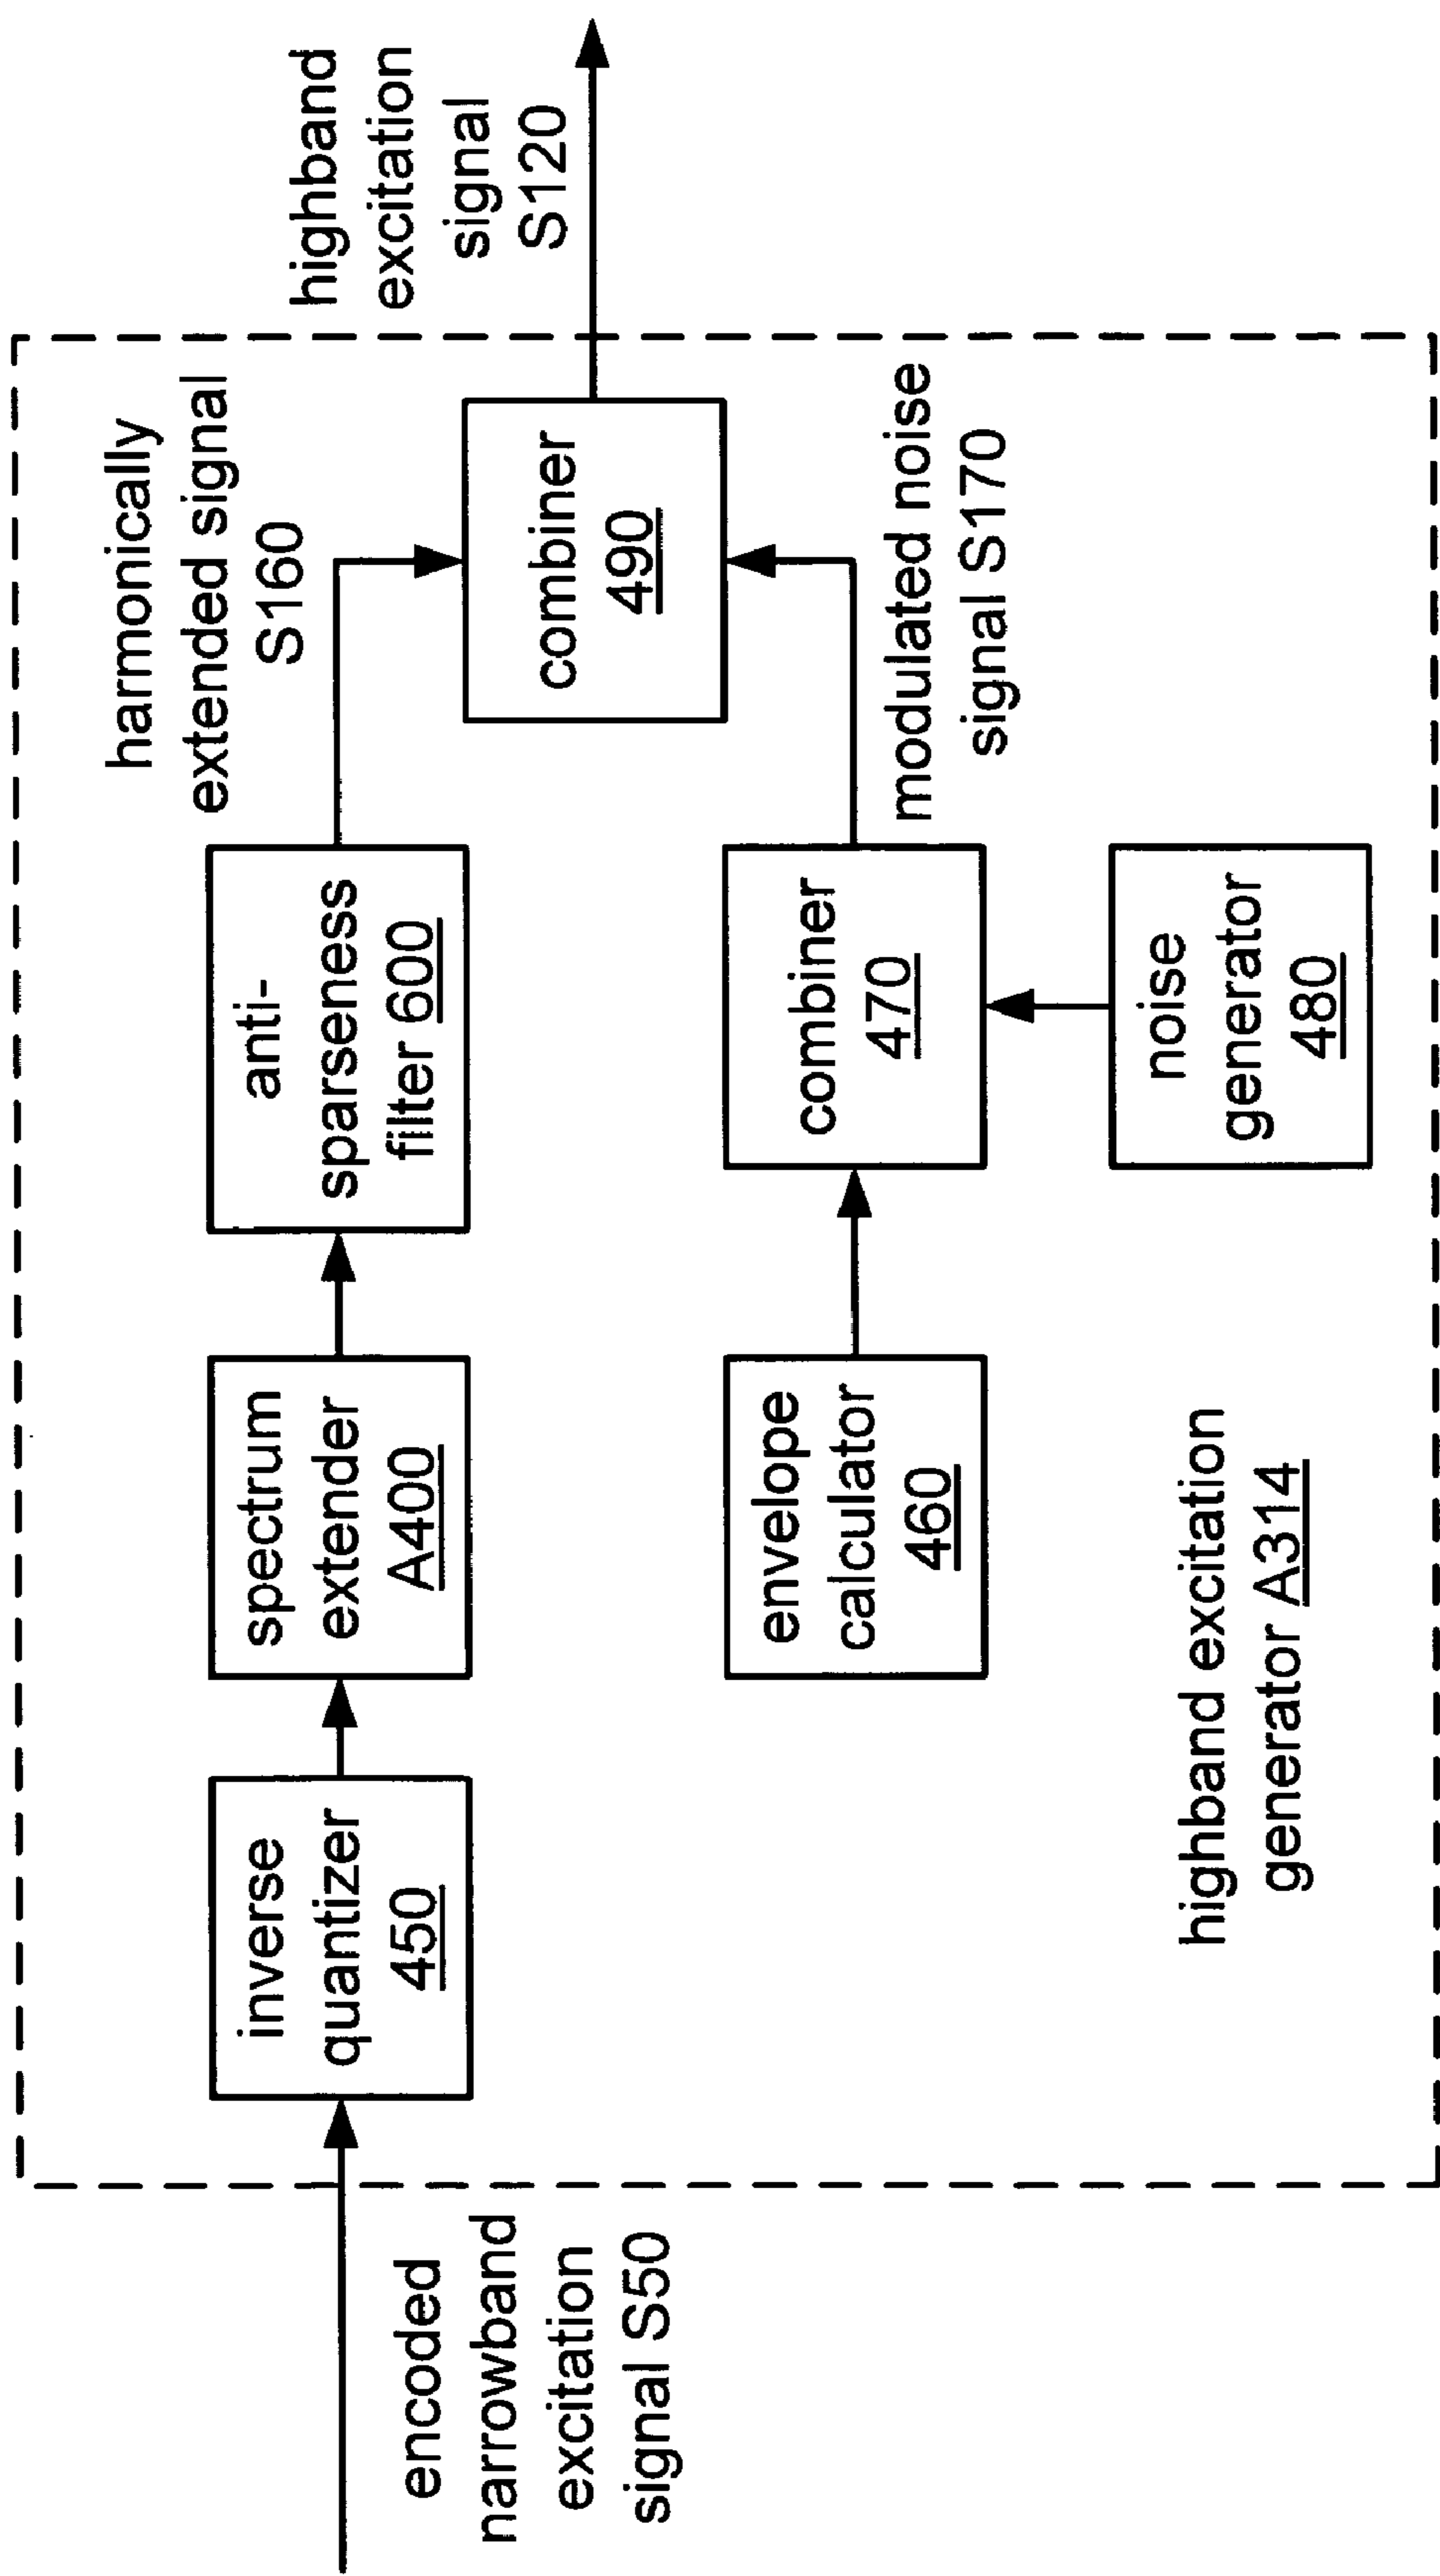 encoded
narrowband
excitation
signal S50
inverse
quantizer
450
spectrum
extender
A400
anti-
sparseness
filter 600
harmonically
extended signal
S160
envelope
calculator
460
combiner
470
noise
generator
480
modulated noise
signal S170
combiner
490
highband
excitation
signal
S120
highband excitation
generator A314